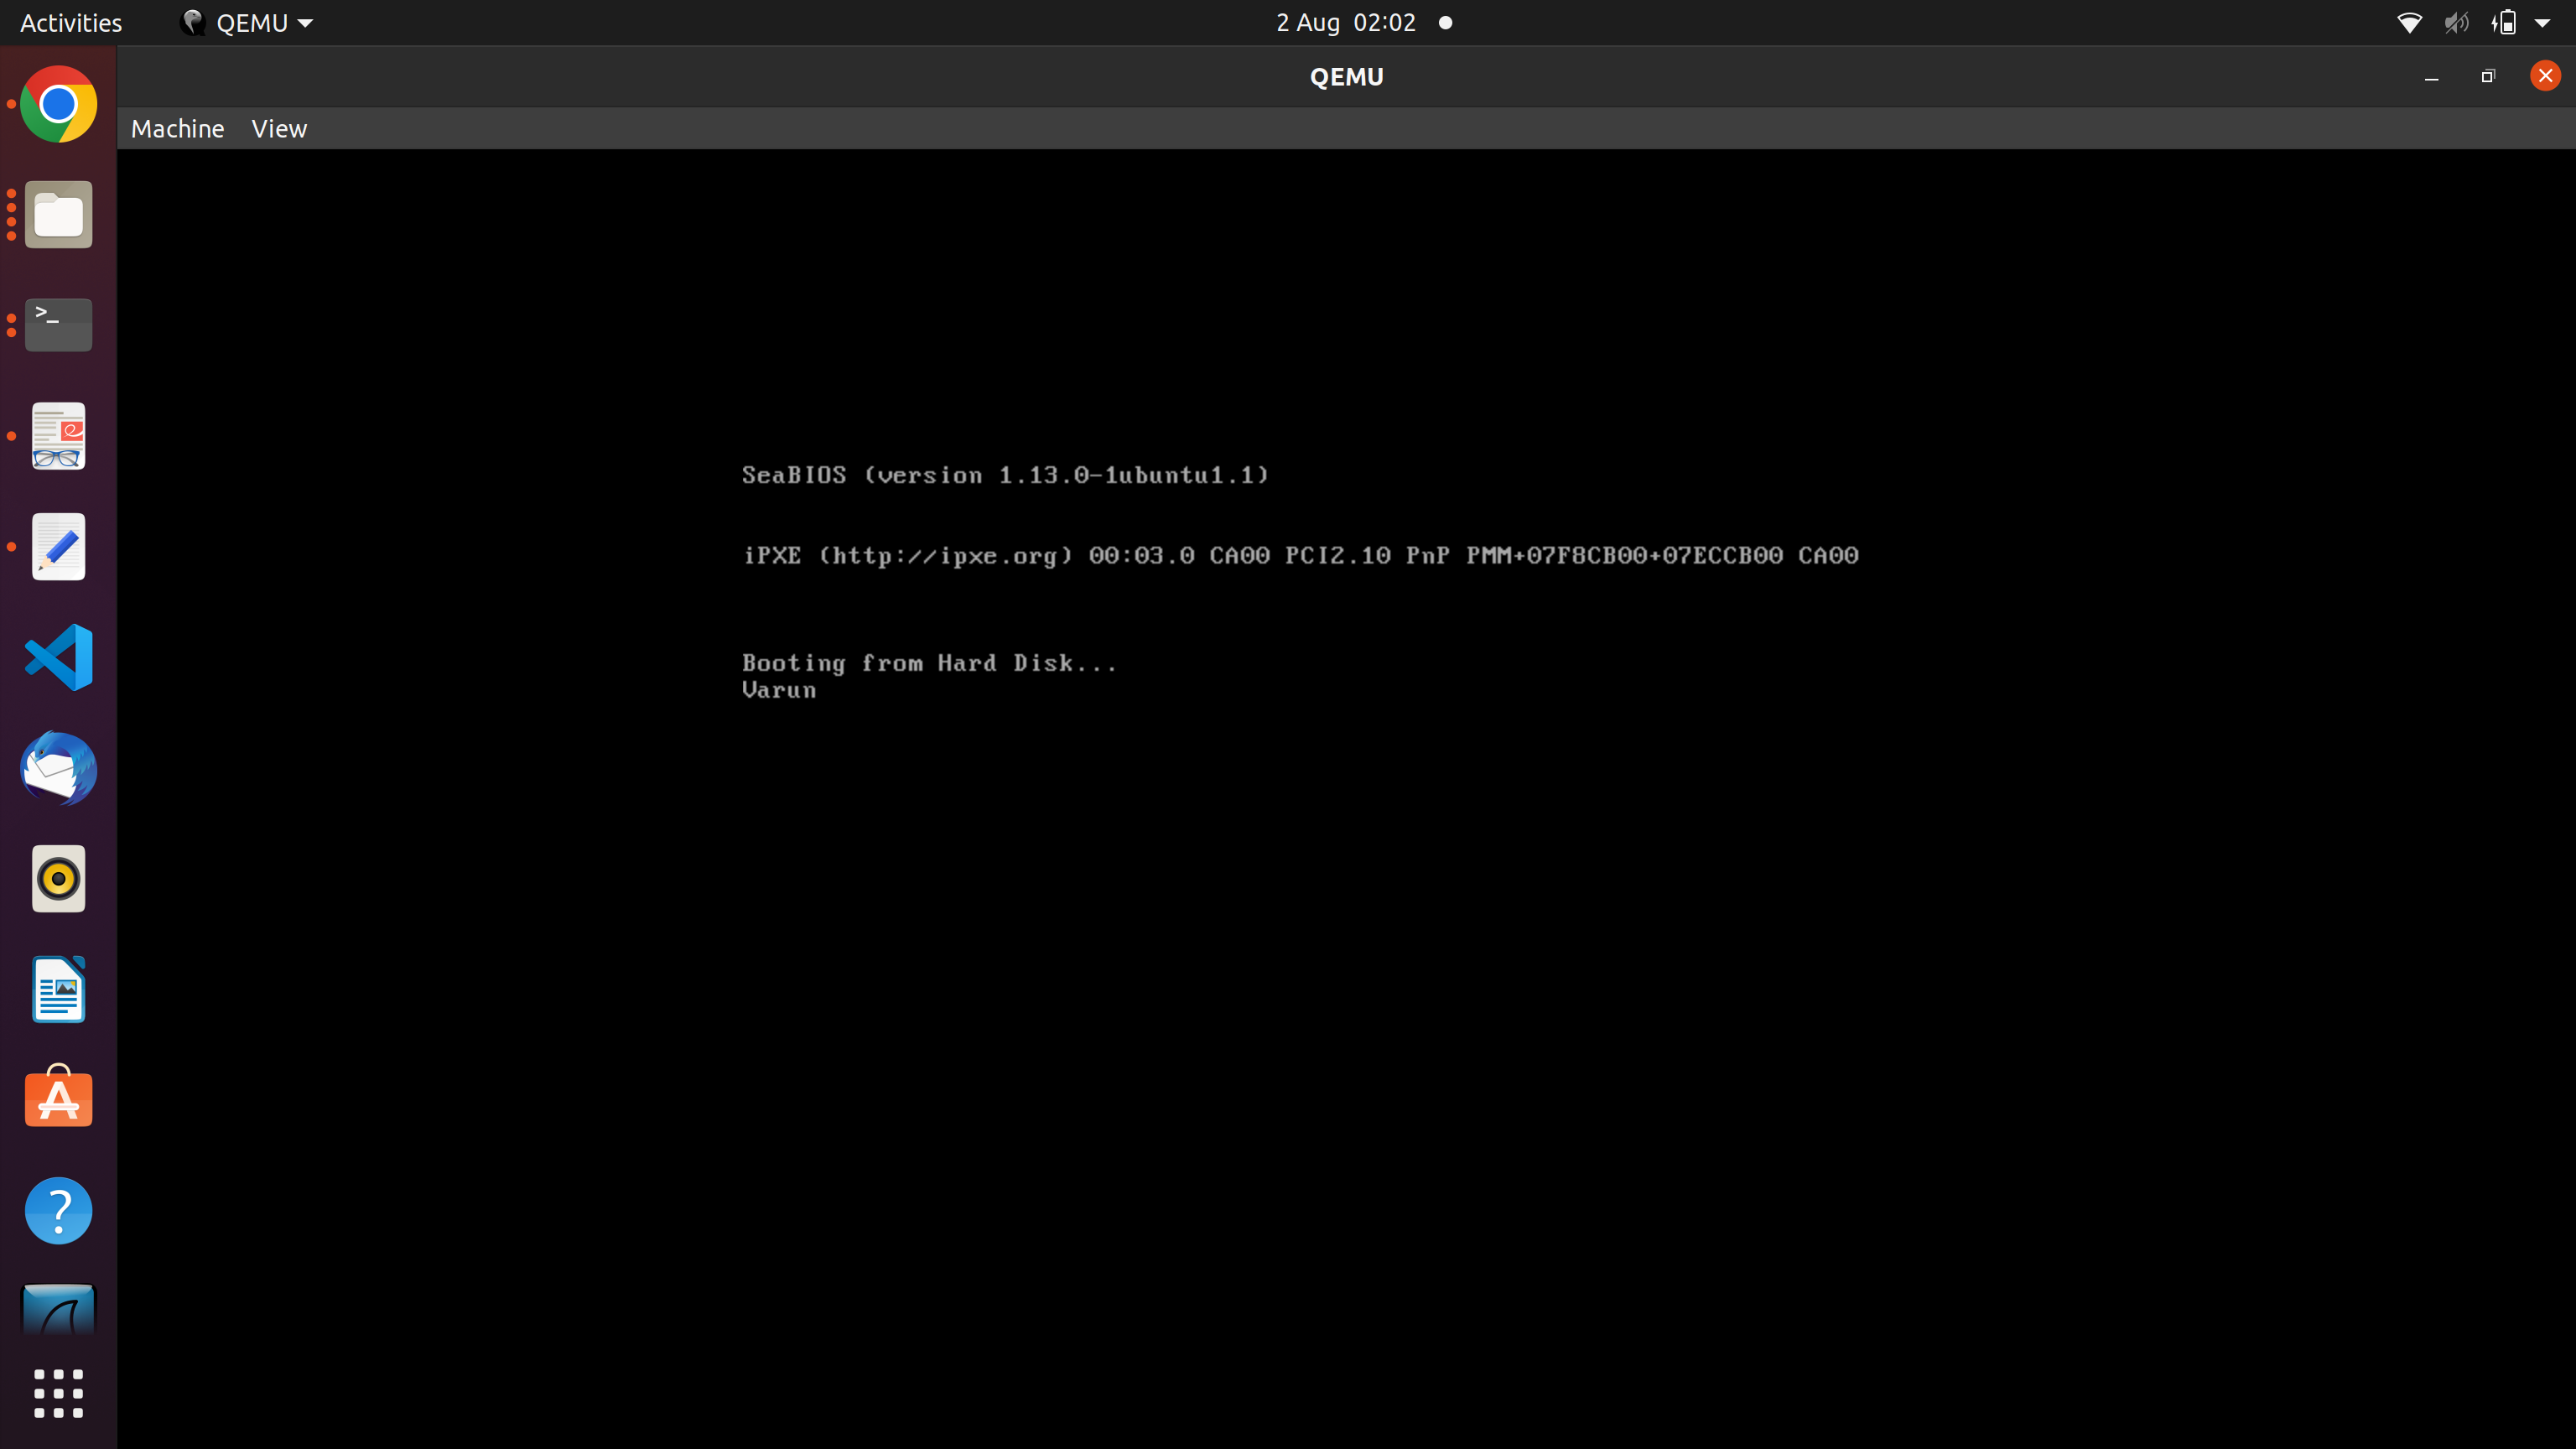 Activities QEMU 2 Aug 02:02
QEMU
Machine View
SeaBIOS (version 1.13.0-1ubuntu1.1)
iPXE (http://ipxe.org) 00:03.0 CA00 PCI2.10 PnP PMM+07F8CB00+07ECCB00 CA00
Booting from Hard Disk...
Varun